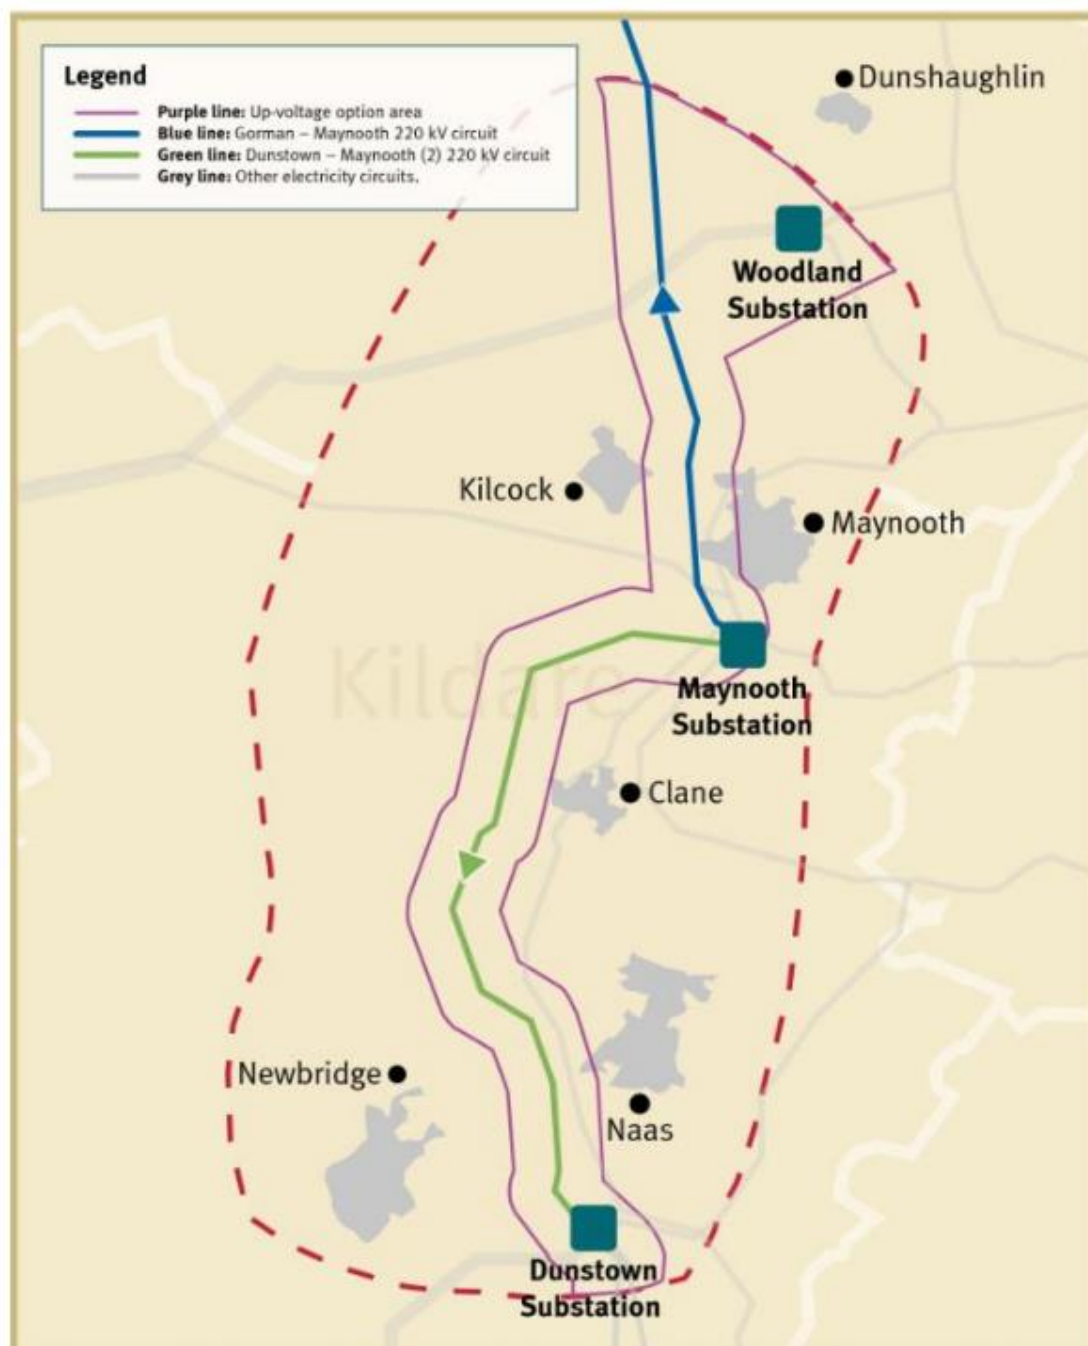 Legend
Purple line: Up-voltage option area
Blue line: Gorman – Maynooth 220 kV circuit
Green line: Dunstown – Maynooth (2) 220 kV circuit
Grey line: Other electricity circuits.
Dunshaughlin
Woodland
Substation
Kilcock
Maynooth
Kildare
Maynooth
Substation
Clane
Newbridge
Naas
Dunstown
Substation